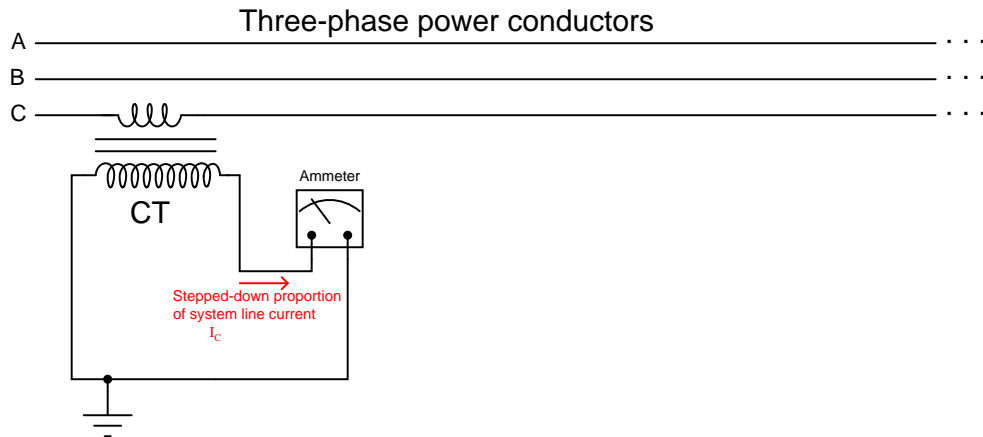 Three-phase power conductors
A
. . .
B
. . .
C
. . .
Ammeter
CT
Stepped-down proportion
of system line current
I_C